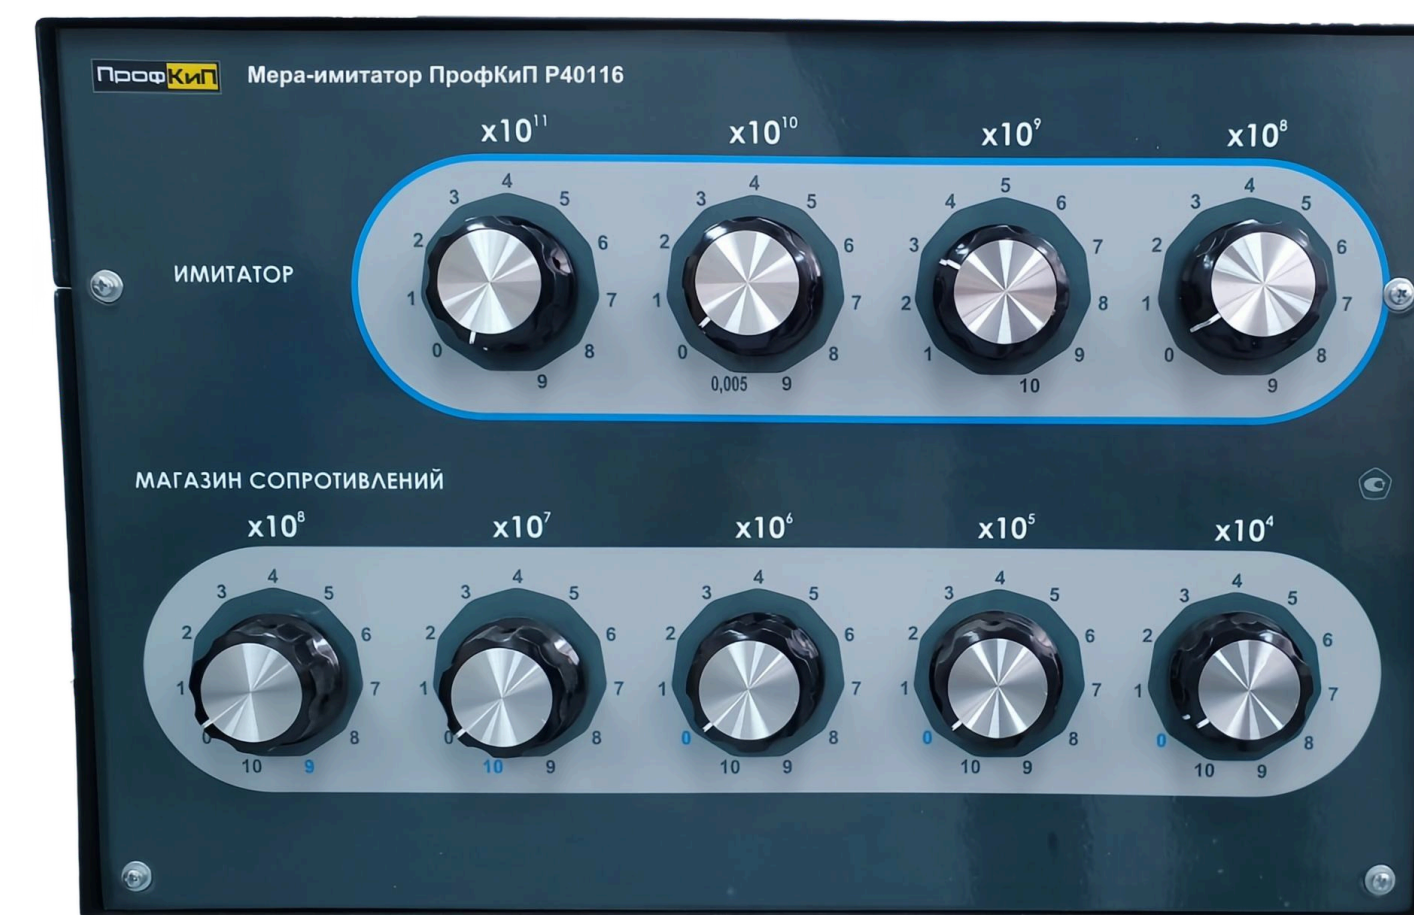 ПрофКиП Мера-имитатор ПрофКиП Р40116
x10¹¹ x10¹⁰ x10⁹ x10⁸
ИМИТАТОР
0 1 2 3 4 5 6 7 8 9
0,005 0 1 2 3 4 5 6 7 8 9
1 2 3 4 5 6 7 8 9 10
0 1 2 3 4 5 6 7 8 9
МАГАЗИН СОПРОТИВЛЕНИЙ
x10⁸ x10⁷ x10⁶ x10⁵ x10⁴
0 1 2 3 4 5 6 7 8 9 10
0 1 2 3 4 5 6 7 8 9 10
0 1 2 3 4 5 6 7 8 9 10
0 1 2 3 4 5 6 7 8 9 10
0 1 2 3 4 5 6 7 8 9 10